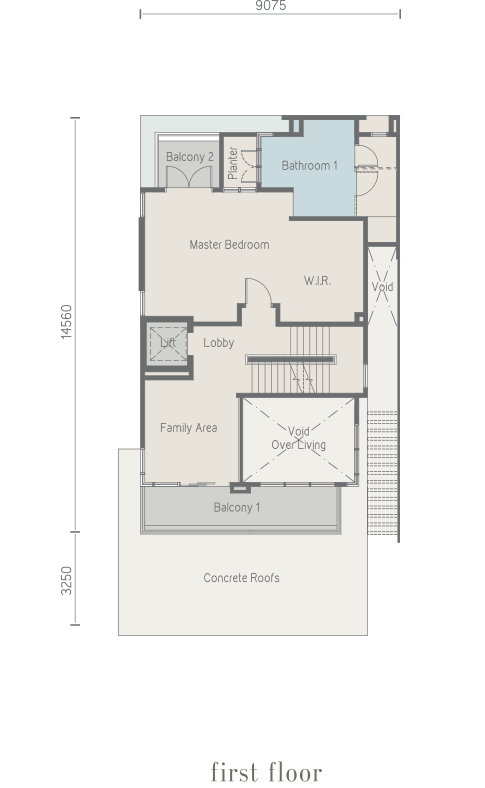 9075
Balcony 2
Planter
Bathroom 1
Master Bedroom
W.I.R.
Void
14560
Lift
Lobby
Family Area
Void
Over Living
Balcony 1
3250
Concrete Roofs
first floor